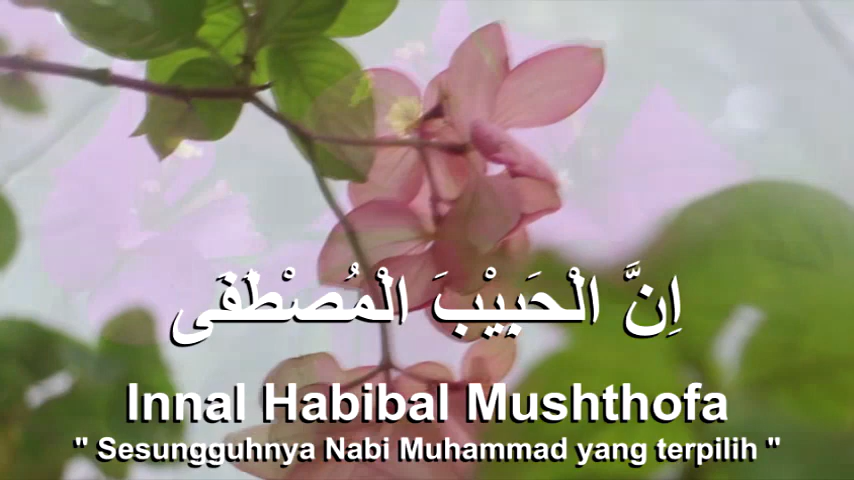 اِنَّ الْحَبِيْبَ الْمُصْطَفَى
Innal Habibal Mushthofa
" Sesungguhnya Nabi Muhammad yang terpilih "